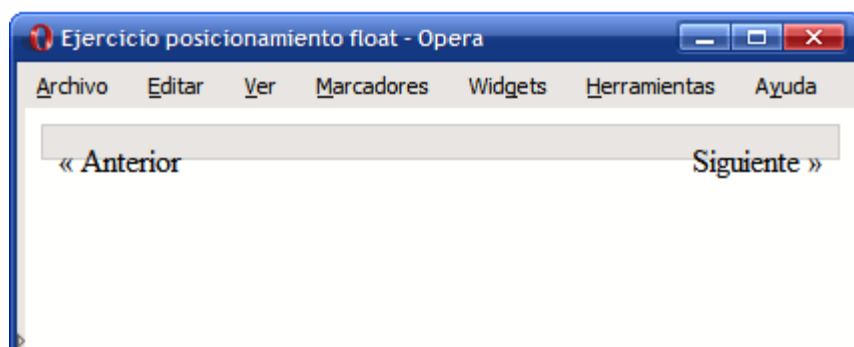 Ejercicio posicionamiento float - Opera
Archivo Editar Ver Marcadores Widgets Herramientas Ayuda
« Anterior Siguiente »